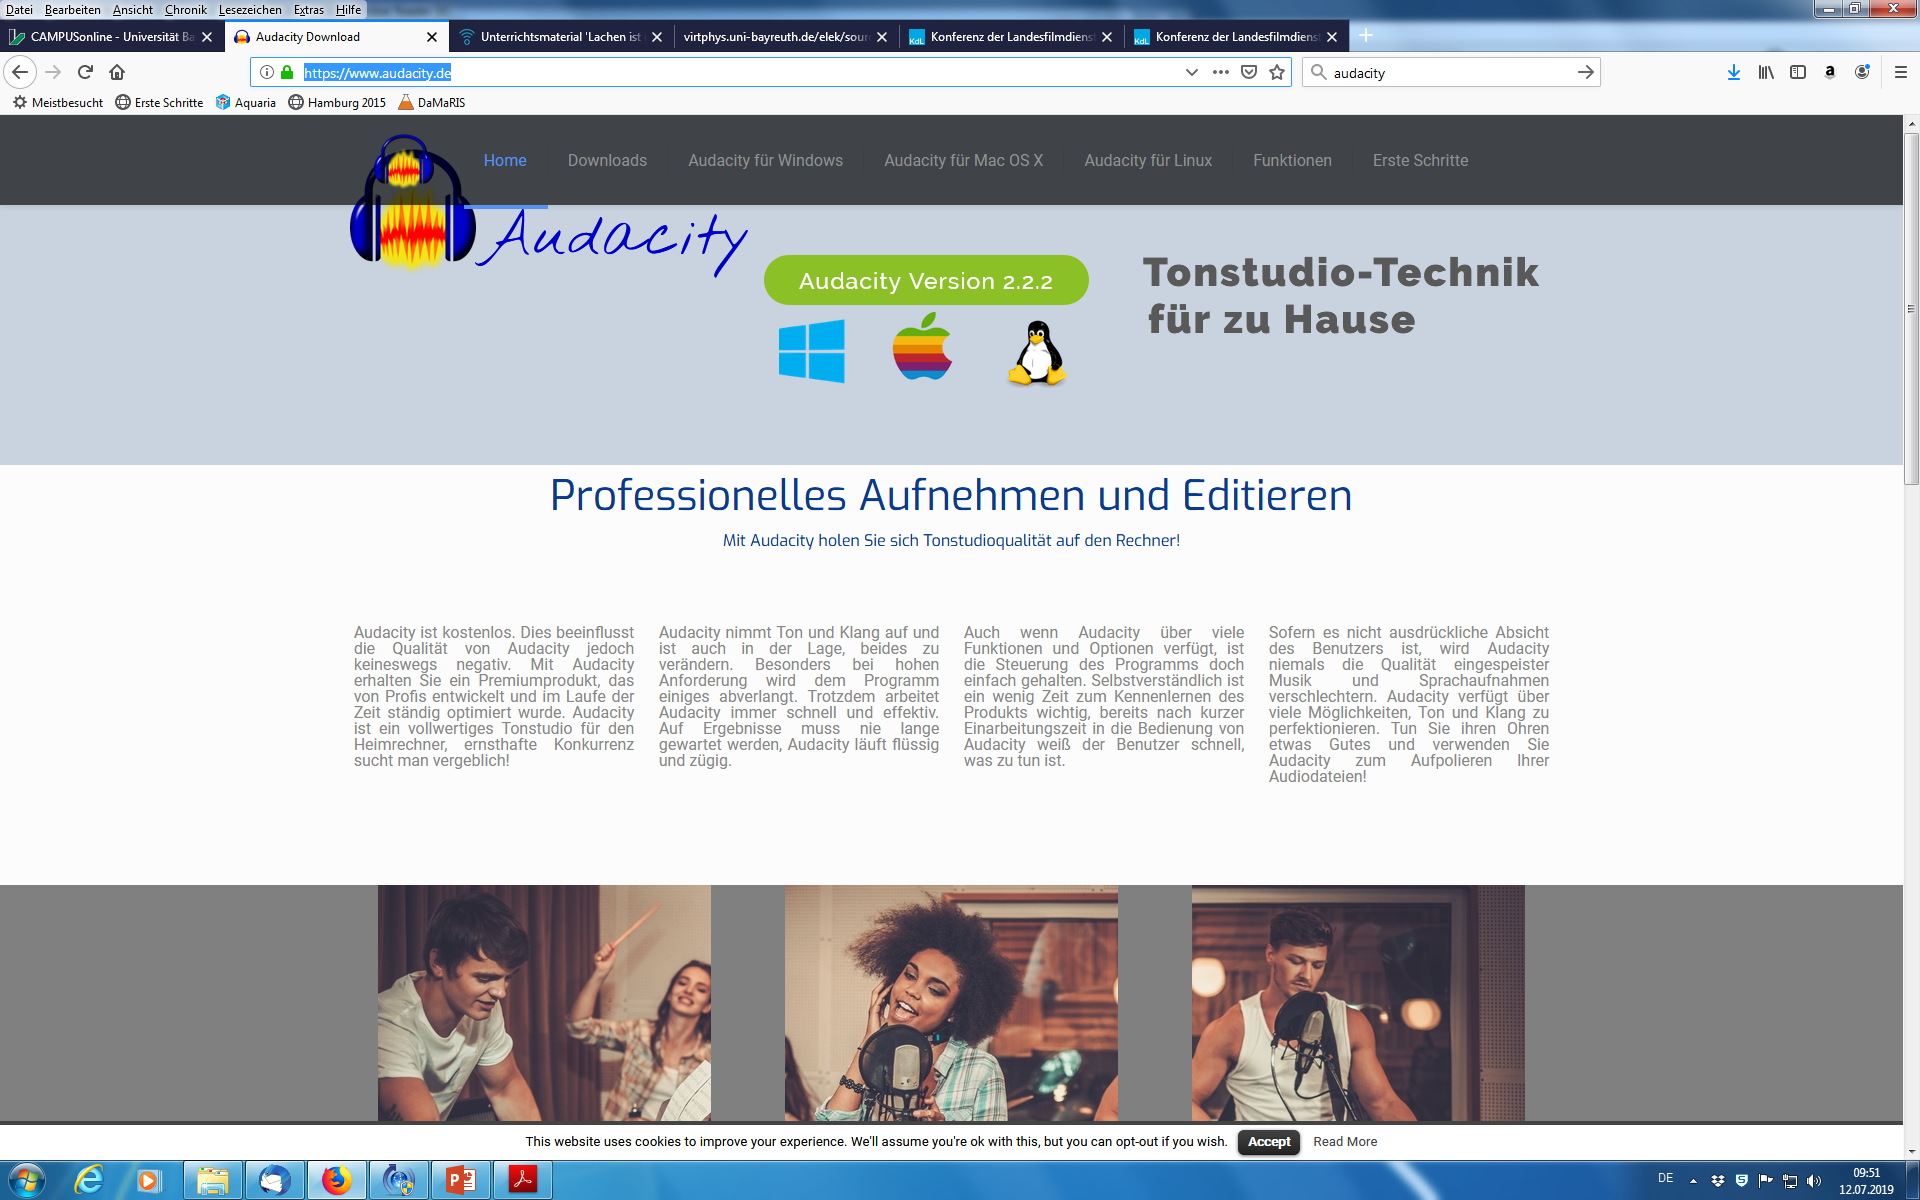 Datei Bearbeiten Ansicht Chronik Lesezeichen Extras Hilfe
CAMPUSonline - Universität Ba
Audacity Download
Unterrichtsmaterial 'Lachen ist
virtphys.uni-bayreuth.de/elek/sour
KdL Konferenz der Landesfilmdienst
KdL Konferenz der Landesfilmdienst
https://www.audacity.de
audacity
Meistbesucht Erste Schritte Aquaria Hamburg 2015 DaMaRIS
Home Downloads Audacity für Windows Audacity für Mac OS X Audacity für Linux Funktionen Erste Schritte
Audacity
Audacity Version 2.2.2
Tonstudio-Technik
für zu Hause
Professionelles Aufnehmen und Editieren
Mit Audacity holen Sie sich Tonstudioqualität auf den Rechner!
Audacity ist kostenlos. Dies beeinflusst
die Qualität von Audacity jedoch
keineswegs negativ. Mit Audacity
erhalten Sie ein Premiumprodukt, das
von Profis entwickelt und im Laufe der
Zeit ständig optimiert wurde. Audacity
ist ein vollwertiges Tonstudio für den
Heimrechner, ernsthafte Konkurrenz
sucht man vergeblich!
Audacity nimmt Ton und Klang auf und
ist auch in der Lage, beides zu
verändern. Besonders bei hohen
Anforderung wird dem Programm
einiges abverlangt. Trotzdem arbeitet
Audacity immer schnell und effektiv.
Auf Ergebnisse muss nie lange
gewartet werden, Audacity läuft flüssig
und zügig.
Auch wenn Audacity über viele
Funktionen und Optionen verfügt, ist
die Steuerung des Programms doch
einfach gehalten. Selbstverständlich ist
ein wenig Zeit zum Kennenlernen des
Produkts wichtig, bereits nach kurzer
Einarbeitungszeit in die Bedienung von
Audacity weiß der Benutzer schnell,
was zu tun ist.
Sofern es nicht ausdrückliche Absicht
des Benutzers ist, wird Audacity
niemals die Qualität eingespeister
Musik und Sprachaufnahmen
verschlechtern. Audacity verfügt über
viele Möglichkeiten, Ton und Klang zu
perfektionieren. Tun Sie ihren Ohren
etwas Gutes und verwenden Sie
Audacity zum Aufpolieren Ihrer
Audiodateien!
This website uses cookies to improve your experience. We'll assume you're ok with this, but you can opt-out if you wish. Accept Read More
DE
09:51
12.07.2019